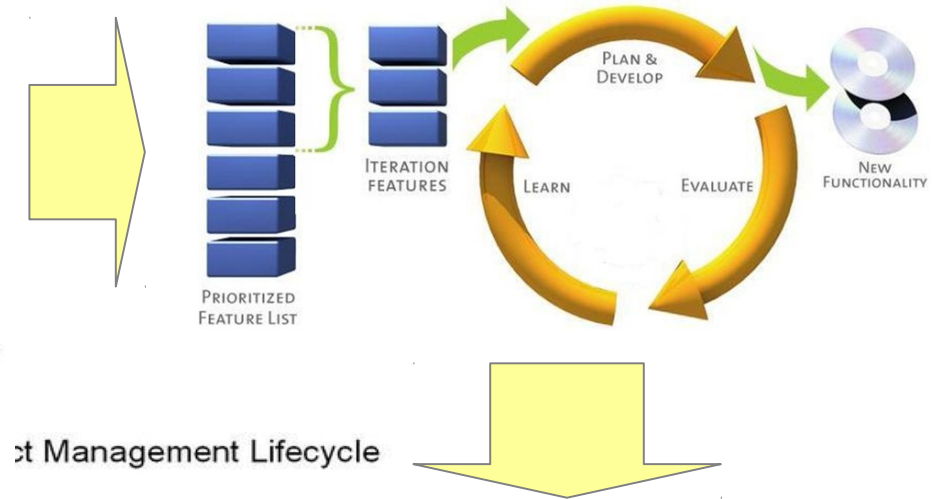 PLAN &
DEVELOP
ITERATION
FEATURES
LEARN
EVALUATE
NEW
FUNCTIONALITY
PRIORITIZED
FEATURE LIST
ct Management Lifecycle